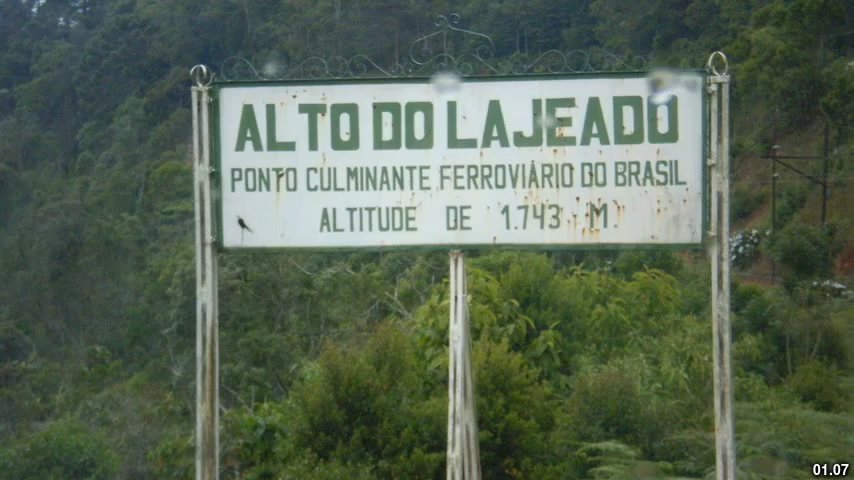 ALTO DO LAJEADO
PONTO CULMINANTE FERROVIÁRIO DO BRASIL
ALTITUDE DE 1.743 M
01.07